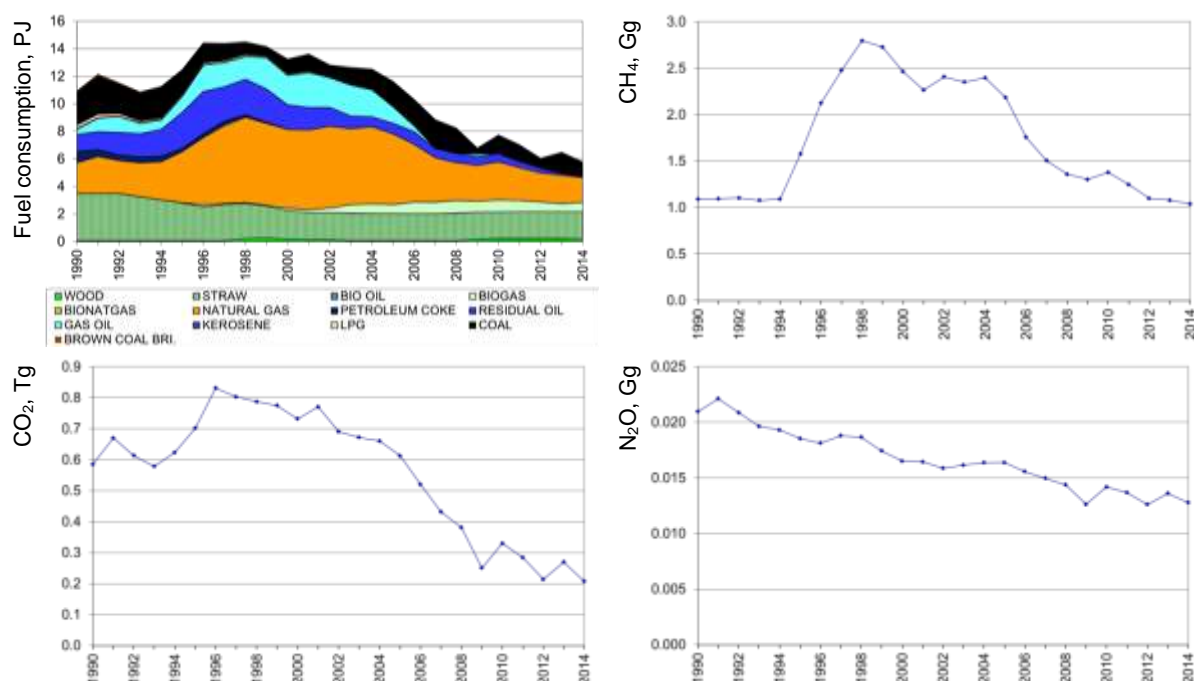 Fuel consumption, PJ
16
14
12
10
8
6
4
2
0
1990 1992 1994 1996 1998 2000 2002 2004 2006 2008 2010 2012 2014
WOOD STRAW BIO OIL BIOGAS
BIONATGAS NATURAL GAS PETROLEUM COKE RESIDUAL OIL
GAS OIL KEROSENE LPG COAL
BROWN COAL BRI.
CH₄, Gg
3.0
2.5
2.0
1.5
1.0
0.5
0.0
1990 1992 1994 1996 1998 2000 2002 2004 2006 2008 2010 2012 2014
CO₂, Tg
0.9
0.8
0.7
0.6
0.5
0.4
0.3
0.2
0.1
0.0
1990 1992 1994 1996 1998 2000 2002 2004 2006 2008 2010 2012 2014
N₂O, Gg
0.025
0.020
0.015
0.010
0.005
0.000
1990 1992 1994 1996 1998 2000 2002 2004 2006 2008 2010 2012 2014